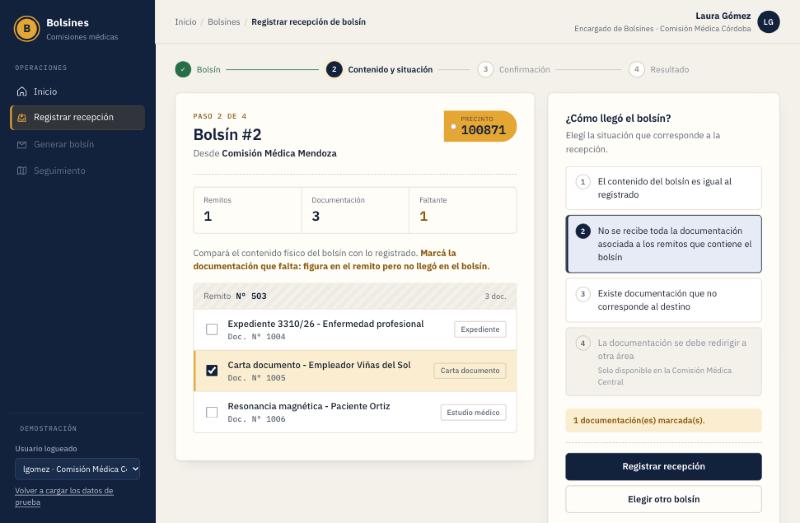 B
Bolsines
Comisiones médicas
OPERACIONES
Inicio
Registrar recepción
Generar bolsín
Seguimiento
DEMOSTRACIÓN
Usuario logueado
lgomez · Comisión Médica C
Volver a cargar los datos de
prueba
Inicio / Bolsines / Registrar recepción de bolsín
Laura Gómez
Encargado de Bolsines · Comisión Médica Córdoba
LG
✓ Bolsín
2 Contenido y situación
3 Confirmación
4 Resultado
PASO 2 DE 4
Bolsín #2
Desde Comisión Médica Mendoza
PRECINTO
100871
Remitos
1
Documentación
3
Faltante
1
Compará el contenido físico del bolsín con lo registrado. Marcá la
documentación que falta: figura en el remito pero no llegó en el bolsín.
Remito N° 503
3 doc.
Expediente 3310/26 - Enfermedad profesional
Doc. N° 1004
Expediente
Carta documento - Empleador Viñas del Sol
Doc. N° 1005
Carta documento
Resonancia magnética - Paciente Ortiz
Doc. N° 1006
Estudio médico
¿Cómo llegó el bolsín?
Elegí la situación que corresponde a la
recepción.
1 El contenido del bolsín es igual al
registrado
2 No se recibe toda la documentación
asociada a los remitos que contiene el
bolsín
3 Existe documentación que no
corresponde al destino
4 La documentación se debe redirigir a
otra área
Solo disponible en la Comisión Médica
Central
1 documentación(es) marcada(s).
Registrar recepción
Elegir otro bolsín